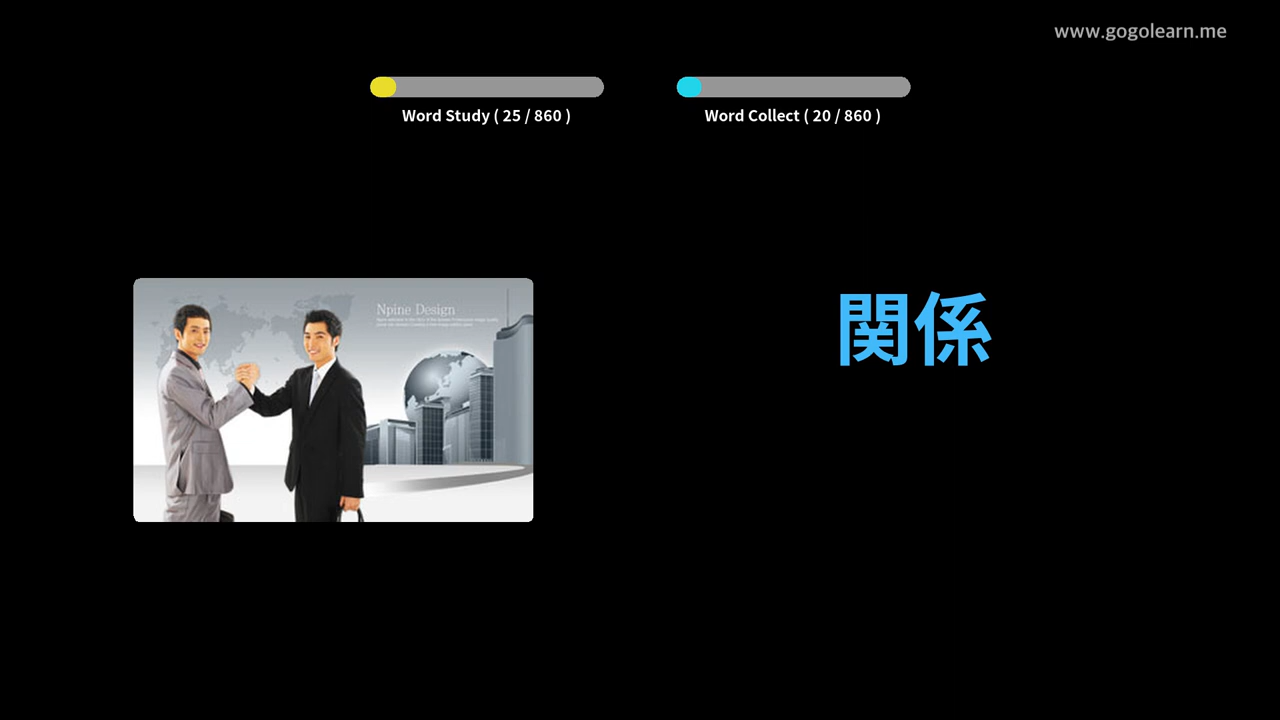 www.gogolearn.me
Word Study ( 25 / 860 )
Word Collect ( 20 / 860 )
Npine Design
関係